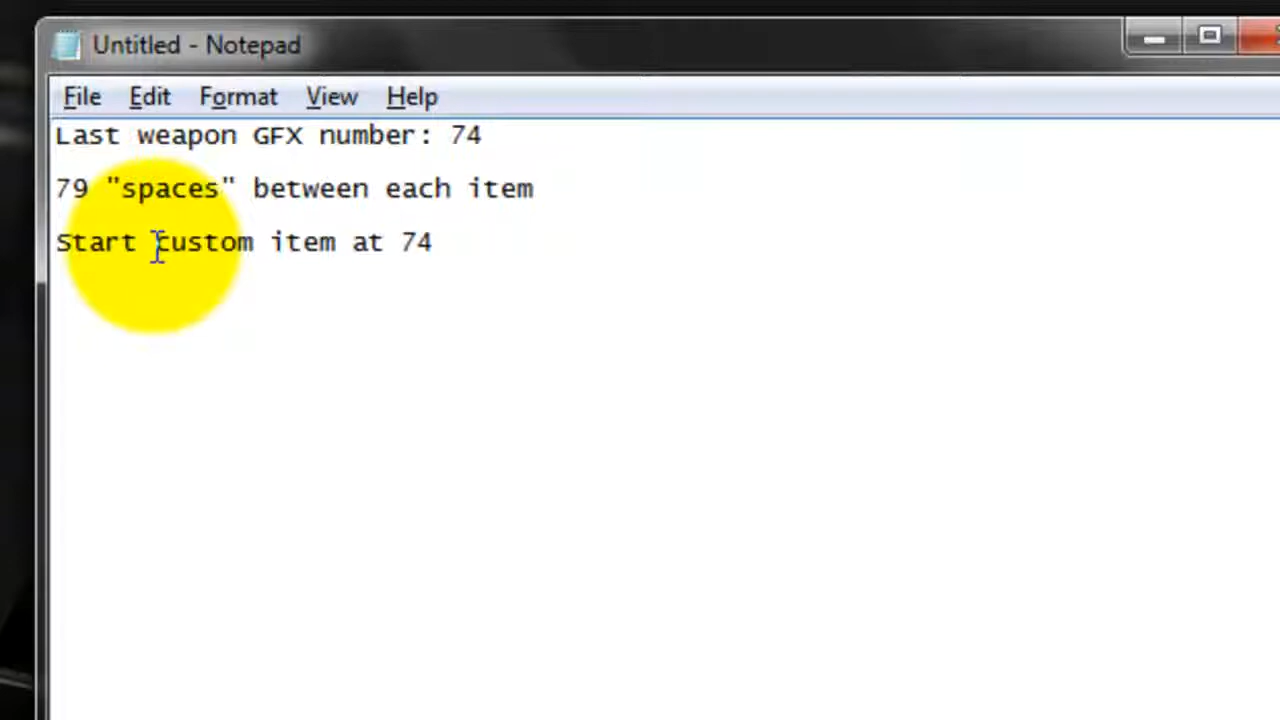 Untitled - Notepad
File Edit Format View Help
Last weapon GFX number: 74
79 "spaces" between each item
Start custom item at 74